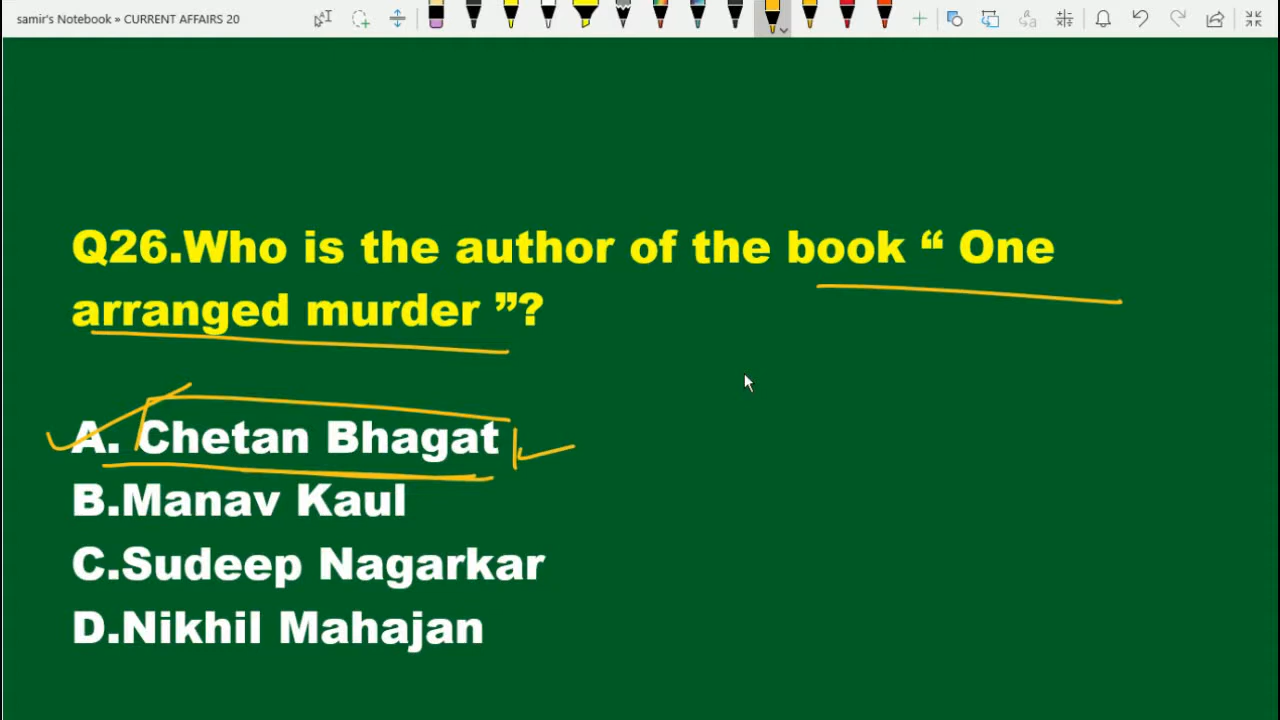 samir's Notebook » CURRENT AFFAIRS 20
Q26.Who is the author of the book “ One
arranged murder ”?
A. Chetan Bhagat
B.Manav Kaul
C.Sudeep Nagarkar
D.Nikhil Mahajan